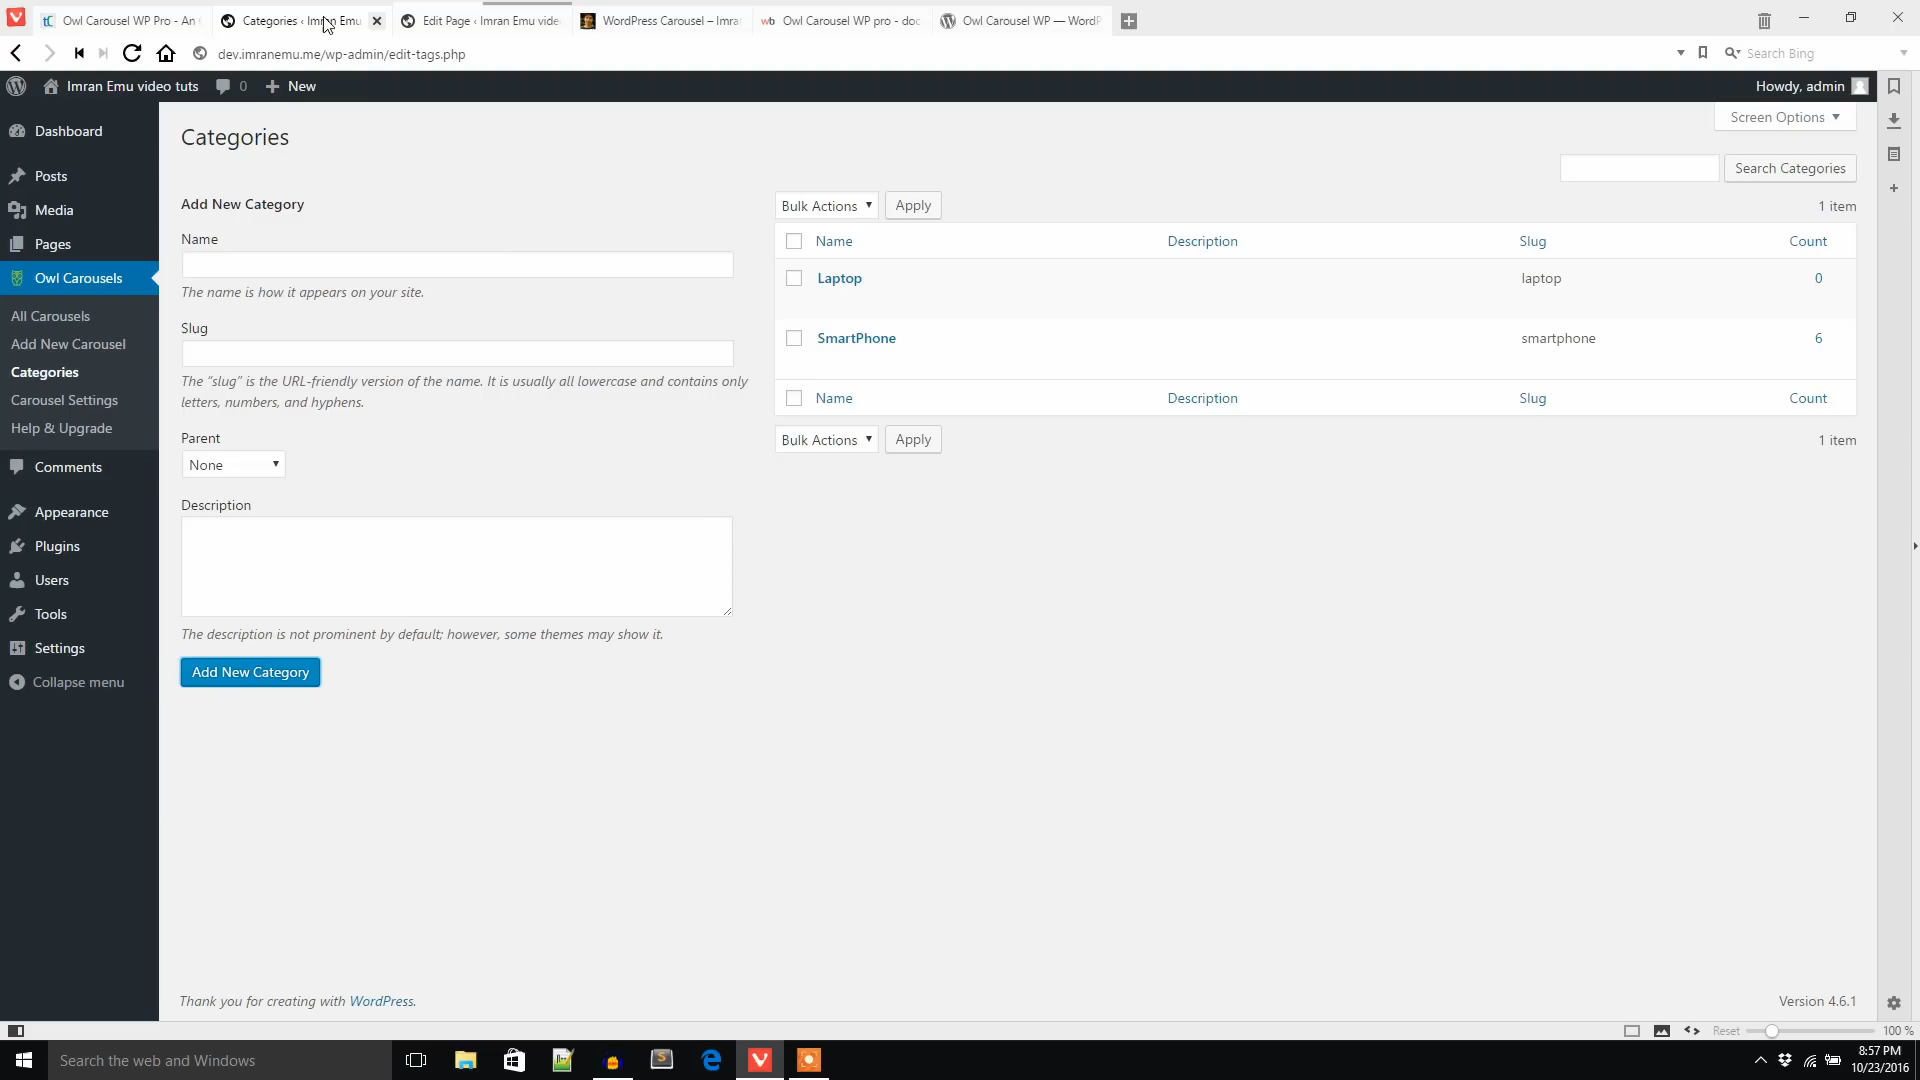 Owl Carousel WP Pro - An
Categories ‹ Imran Emu
Edit Page ‹ Imran Emu vide
WordPress Carousel – Imra
wb
Owl Carousel WP pro - doc
Owl Carousel WP — WordP
dev.imranemu.me/wp-admin/edit-tags.php
Search Bing
Imran Emu video tuts
0
New
Howdy, admin
Dashboard
Posts
Media
Pages
Owl Carousels
All Carousels
Add New Carousel
Categories
Carousel Settings
Help & Upgrade
Comments
Appearance
Plugins
Users
Tools
Settings
Collapse menu
Categories
Screen Options
Search Categories
Add New Category
Name
The name is how it appears on your site.
Slug
The “slug” is the URL-friendly version of the name. It is usually all lowercase and contains only
letters, numbers, and hyphens.
Parent
None
Description
The description is not prominent by default; however, some themes may show it.
Add New Category
Bulk Actions
Apply
1 item
Name Description Slug Count
Laptop laptop 0
SmartPhone smartphone 6
Name Description Slug Count
Bulk Actions
Apply
1 item
Thank you for creating with WordPress.
Version 4.6.1
Reset
100 %
Search the web and Windows
8:57 PM
10/23/2016